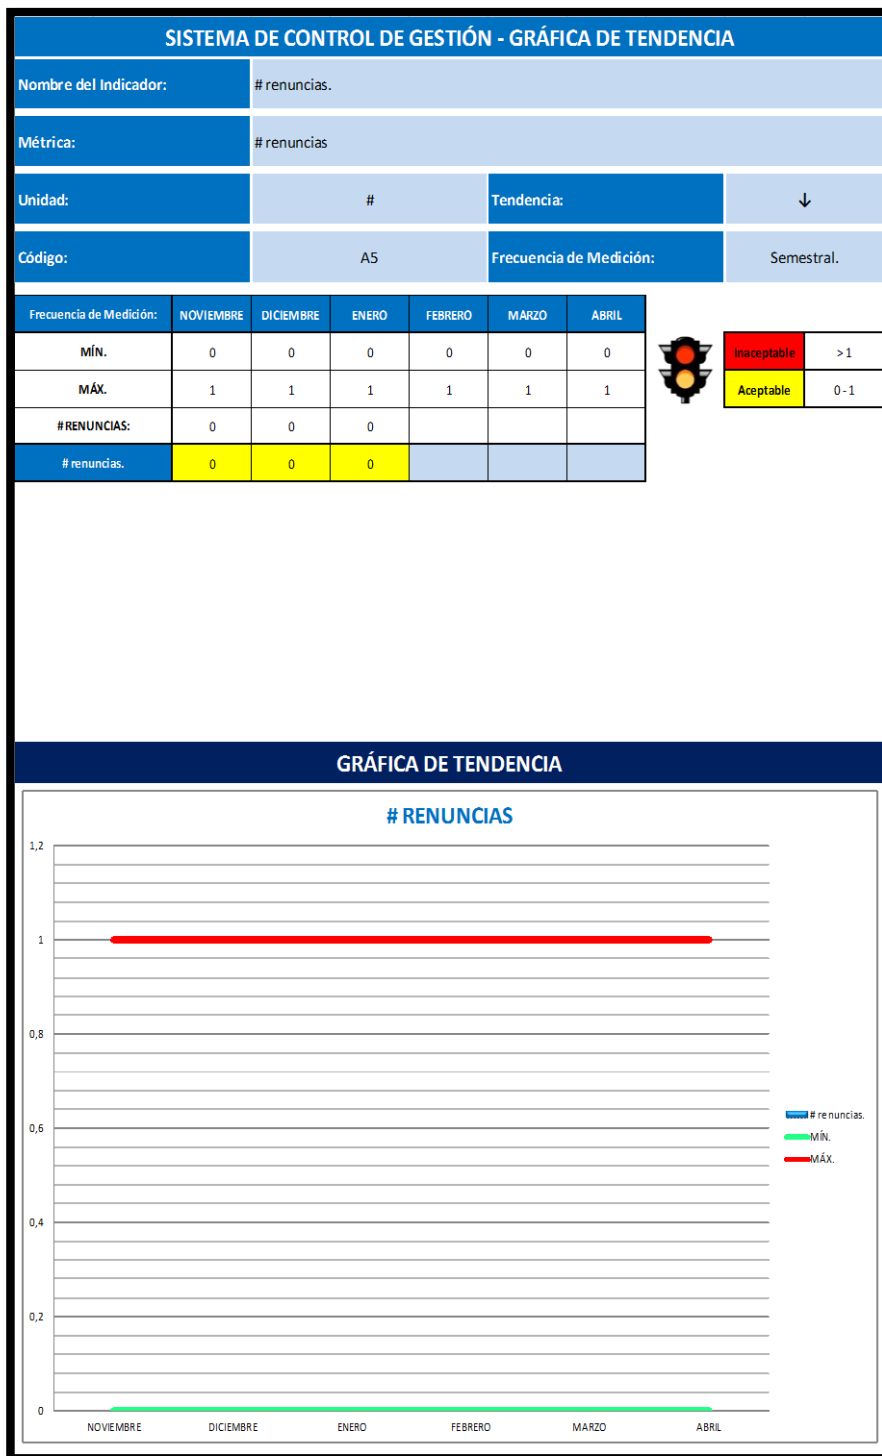 SISTEMA DE CONTROL DE GESTIÓN - GRÁFICA DE TENDENCIA
Nombre del Indicador: # renuncias.
Métrica: # renuncias
Unidad: # Tendencia: ↓
Código: A5 Frecuencia de Medición: Semestral.
Frecuencia de Medición: NOVIEMBRE DICIEMBRE ENERO FEBRERO MARZO ABRIL
MÍN. 0 0 0 0 0 0 Inaceptable > 1
MÁX. 1 1 1 1 1 1 Aceptable 0 - 1
#RENUNCIAS: 0 0 0
# renuncias. 0 0 0
GRÁFICA DE TENDENCIA
# RENUNCIAS
1,2
1
0,8
0,6
0,4
0,2
0
NOVIEMBRE DICIEMBRE ENERO FEBRERO MARZO ABRIL
# renuncias.
MÍN.
MÁX.